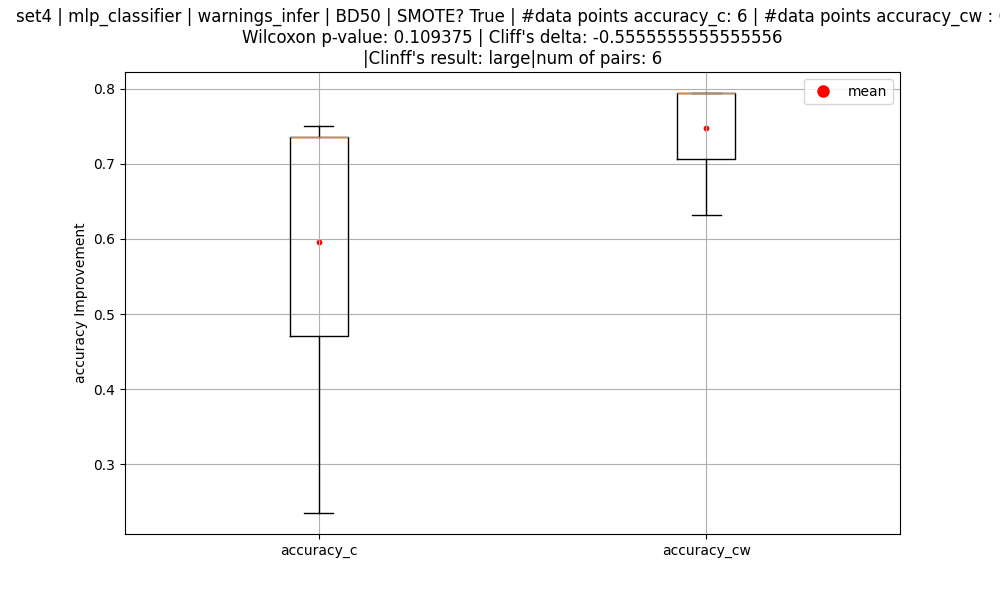 set4 | mlp_classifier | warnings_infer | BD50 | SMOTE? True | #data points accuracy_c: 6 | #data points accuracy_cw :
Wilcoxon p-value: 0.109375 | Cliff's delta: -0.5555555555555556
|Clinff's result: large|num of pairs: 6
mean
0.8
0.7
0.6
0.5
0.4
0.3
accuracy Improvement
accuracy_c
accuracy_cw